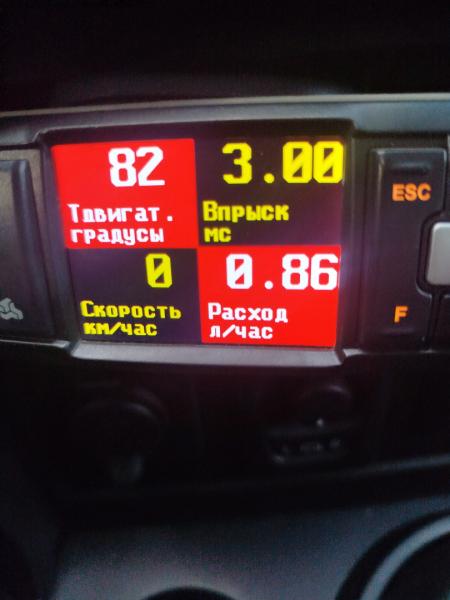 82
3.00
Тдвигат.
градусы
Впрыск
мс
0
0.86
Скорость
км/час
Расход
л/час
ESC
F